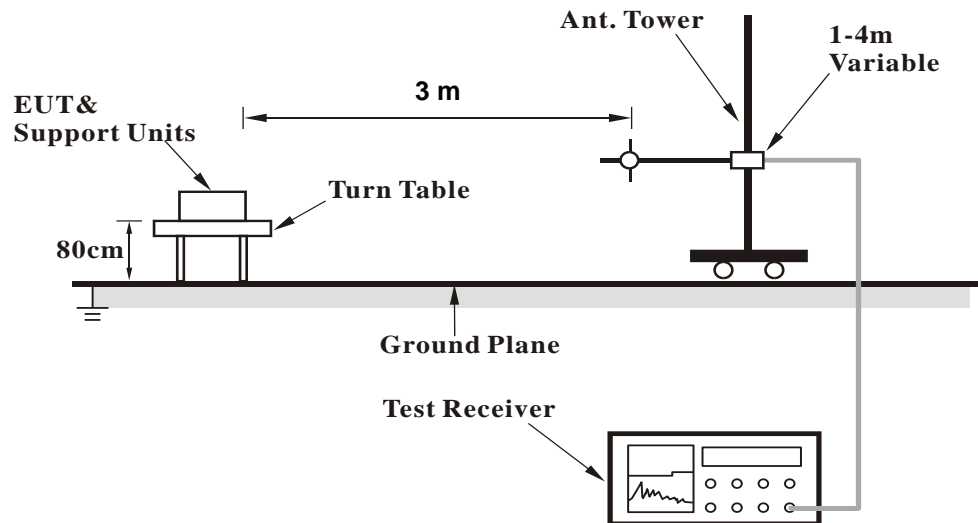 Ant. Tower
1-4m
Variable
3 m
EUT&
Support Units
Turn Table
80cm
Ground Plane
Test Receiver